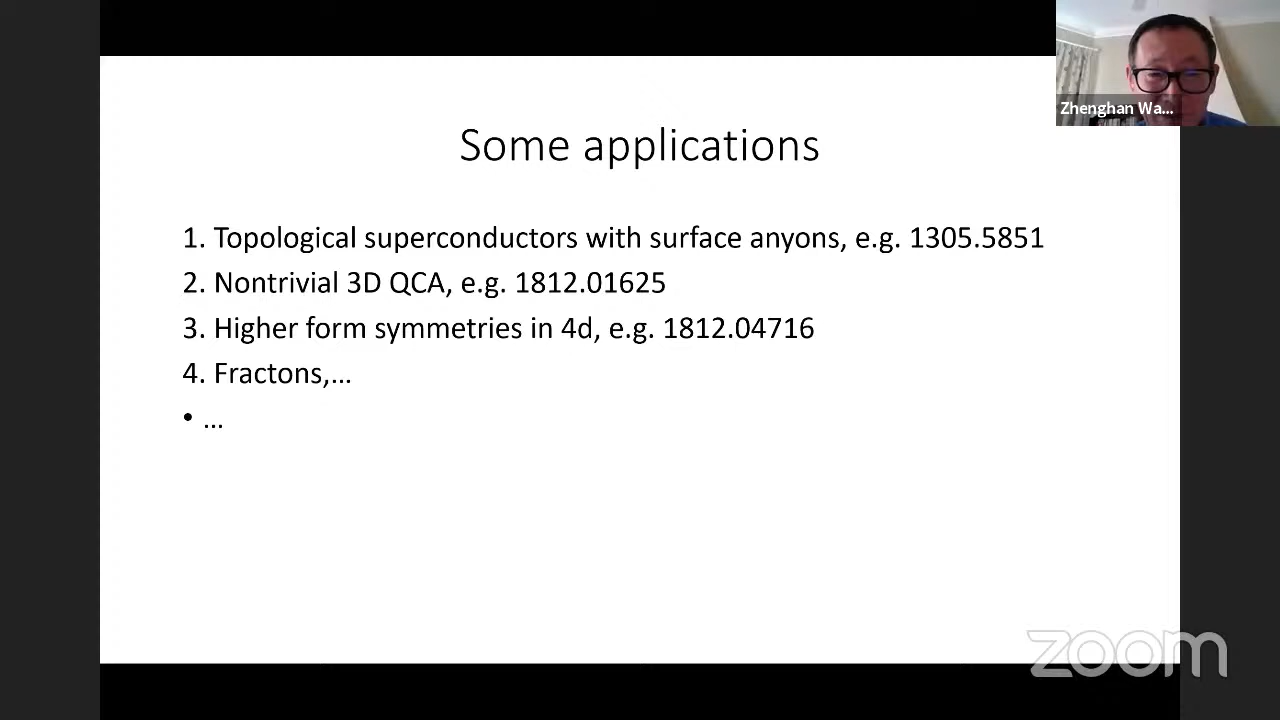 Zhenghan Wa...
Some applications
1. Topological superconductors with surface anyons, e.g. 1305.5851
2. Nontrivial 3D QCA, e.g. 1812.01625
3. Higher form symmetries in 4d, e.g. 1812.04716
4. Fractons,...
• ...
zoom